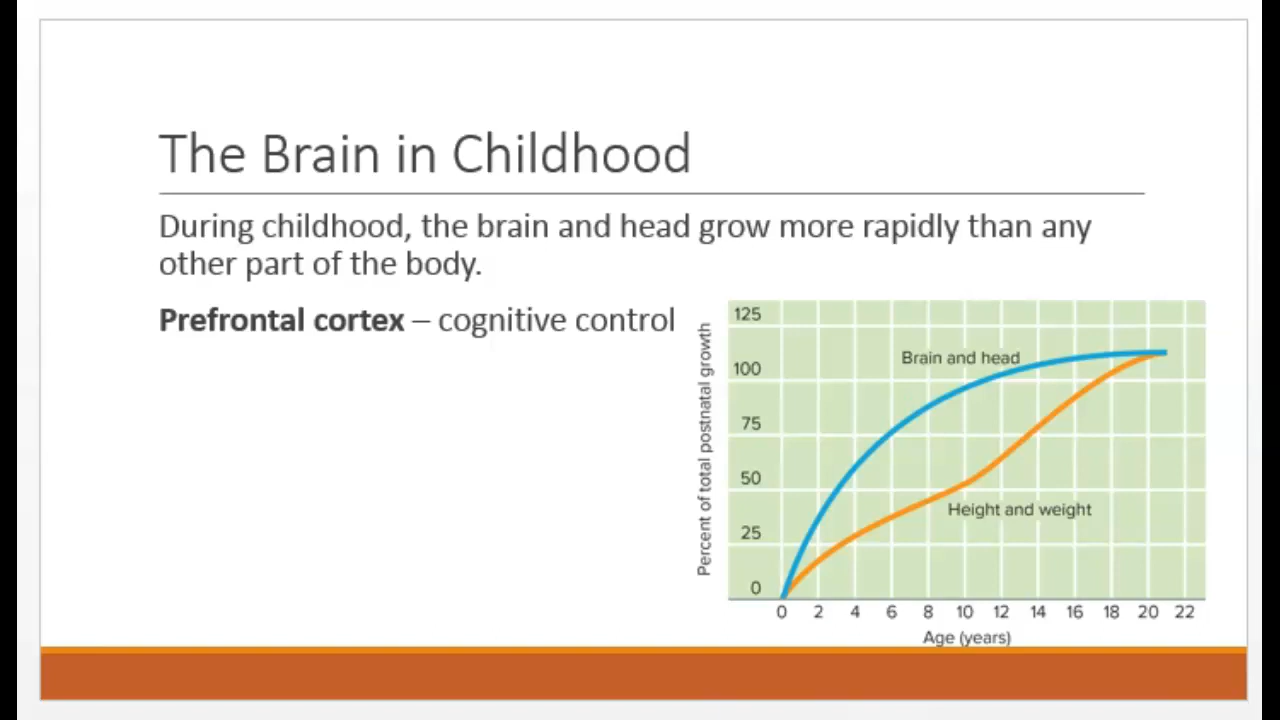 The Brain in Childhood
During childhood, the brain and head grow more rapidly than any
other part of the body.
Prefrontal cortex – cognitive control
Percent of total postnatal growth
125
100
75
50
25
0
Brain and head
Height and weight
0 2 4 6 8 10 12 14 16 18 20 22
Age (years)